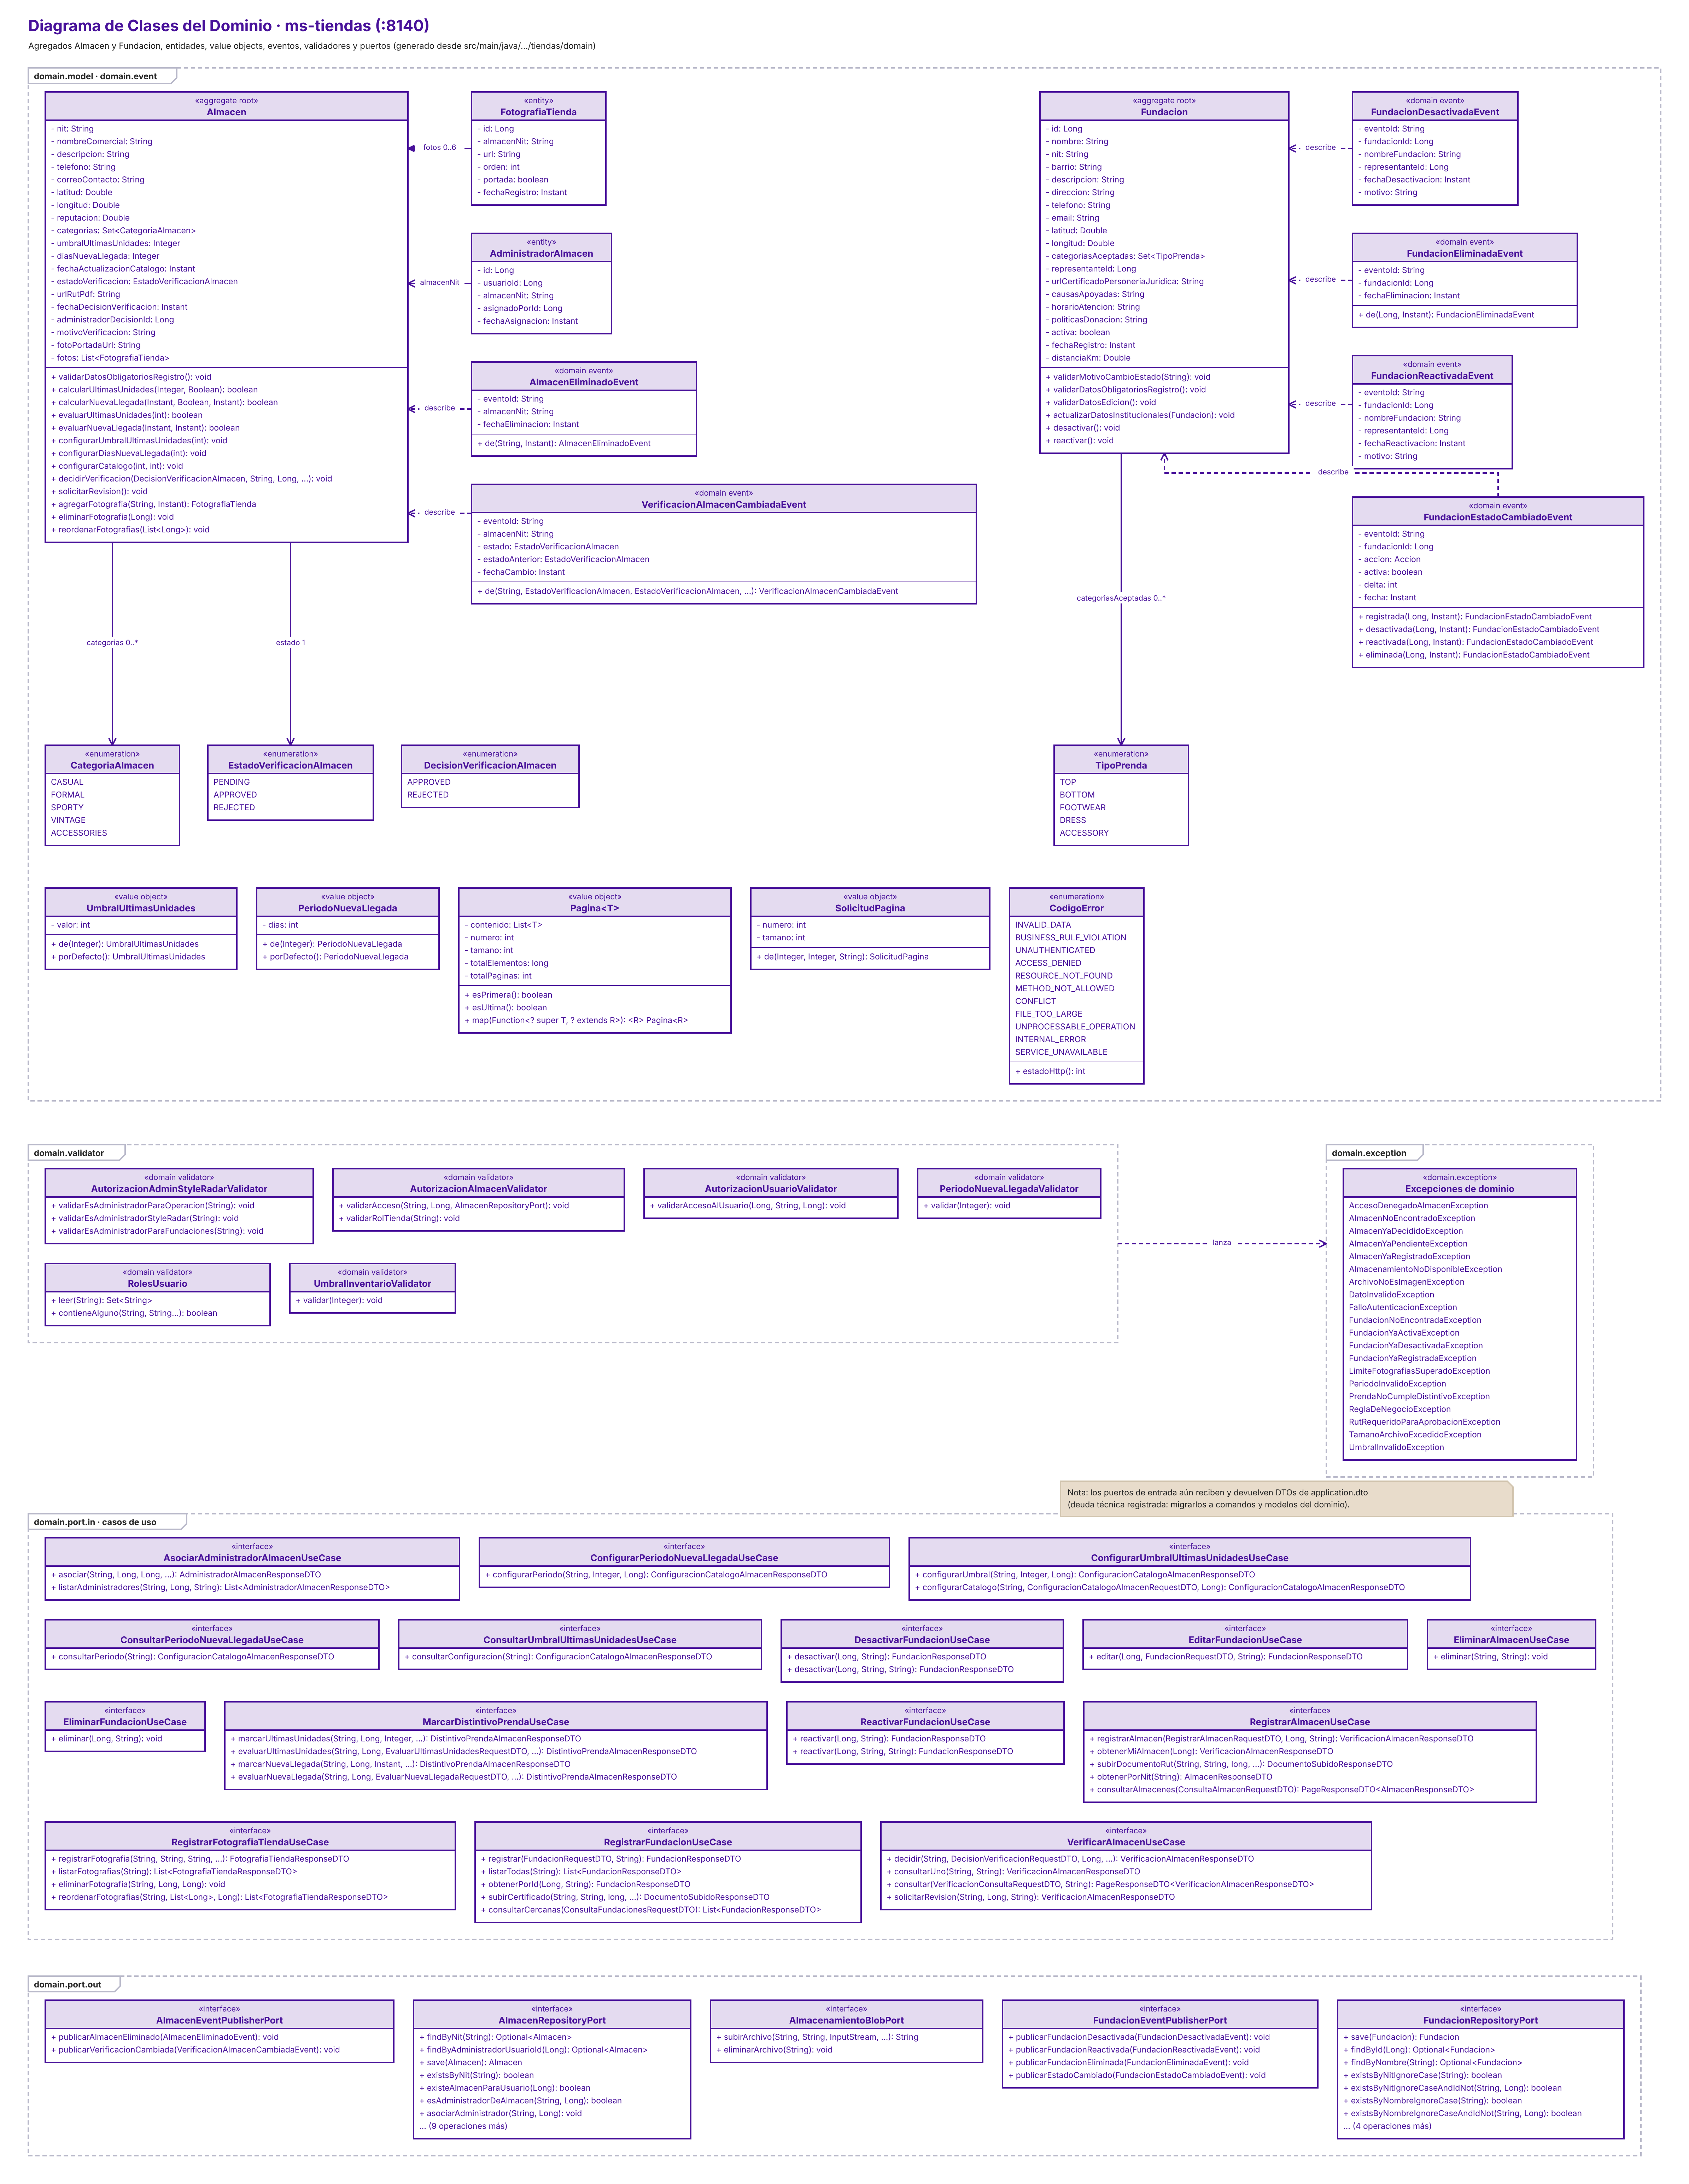 Diagrama de Clases del Dominio · ms-tiendas (:8140)
Agregados Almacen y Fundacion, entidades, value objects, eventos, validadores y puertos (generado desde src/main/java/.../tiendas/domain)
domain.model · domain.event
«aggregate root»
Almacen
- nit: String
- nombreComercial: String
- descripcion: String
- telefono: String
- correoContacto: String
- latitud: Double
- longitud: Double
- reputacion: Double
- categorias: Set<CategoriaAlmacen>
- umbralUltimasUnidades: Integer
- diasNuevaLlegada: Integer
- fechaActualizacionCatalogo: Instant
- estadoVerificacion: EstadoVerificacionAlmacen
- urlRutPdf: String
- fechaDecisionVerificacion: Instant
- administradorDecisionId: Long
- motivoVerificacion: String
- fotoPortadaUrl: String
- fotos: List<FotografiaTienda>
+ validarDatosObligatoriosRegistro(): void
+ calcularUltimasUnidades(Integer, Boolean): boolean
+ calcularNuevaLlegada(Instant, Boolean, Instant): boolean
+ evaluarUltimasUnidades(int): boolean
+ evaluarNuevaLlegada(Instant, Instant): boolean
+ configurarUmbralUltimasUnidades(int): void
+ configurarDiasNuevaLlegada(int): void
+ configurarCatalogo(int, int): void
+ decidirVerificacion(DecisionVerificacionAlmacen, String, Long, ...): void
+ solicitarRevision(): void
+ agregarFotografia(String, Instant): FotografiaTienda
+ eliminarFotografia(Long): void
+ reordenarFotografias(List<Long>): void
fotos 0..6
almacenNit
describe
describe
«entity»
FotografiaTienda
- id: Long
- almacenNit: String
- url: String
- orden: int
- portada: boolean
- fechaRegistro: Instant
«entity»
AdministradorAlmacen
- id: Long
- usuarioId: Long
- almacenNit: String
- asignadoPorId: Long
- fechaAsignacion: Instant
«domain event»
AlmacenEliminadoEvent
- eventoId: String
- almacenNit: String
- fechaEliminacion: Instant
+ de(String, Instant): AlmacenEliminadoEvent
«domain event»
VerificacionAlmacenCambiadaEvent
- eventoId: String
- almacenNit: String
- estado: EstadoVerificacionAlmacen
- estadoAnterior: EstadoVerificacionAlmacen
- fechaCambio: Instant
+ de(String, EstadoVerificacionAlmacen, EstadoVerificacionAlmacen, ...): VerificacionAlmacenCambiadaEvent
«aggregate root»
Fundacion
- id: Long
- nombre: String
- nit: String
- barrio: String
- descripcion: String
- direccion: String
- telefono: String
- email: String
- latitud: Double
- longitud: Double
- categoriasAceptadas: Set<TipoPrenda>
- representanteId: Long
- urlCertificadoPersoneriaJuridica: String
- causasApoyadas: String
- horarioAtencion: String
- politicasDonacion: String
- activa: boolean
- fechaRegistro: Instant
- distanciaKm: Double
+ validarMotivoCambioEstado(String): void
+ validarDatosObligatoriosRegistro(): void
+ validarDatosEdicion(): void
+ actualizarDatosInstitucionales(Fundacion): void
+ desactivar(): void
+ reactivar(): void
describe
describe
describe
describe
«domain event»
FundacionDesactivadaEvent
- eventoId: String
- fundacionId: Long
- nombreFundacion: String
- representanteId: Long
- fechaDesactivacion: Instant
- motivo: String
«domain event»
FundacionEliminadaEvent
- eventoId: String
- fundacionId: Long
- fechaEliminacion: Instant
+ de(Long, Instant): FundacionEliminadaEvent
«domain event»
FundacionReactivadaEvent
- eventoId: String
- fundacionId: Long
- nombreFundacion: String
- representanteId: Long
- fechaReactivacion: Instant
- motivo: String
«domain event»
FundacionEstadoCambiadoEvent
- eventoId: String
- fundacionId: Long
- accion: Accion
- activa: boolean
- delta: int
- fecha: Instant
+ registrada(Long, Instant): FundacionEstadoCambiadoEvent
+ desactivada(Long, Instant): FundacionEstadoCambiadoEvent
+ reactivada(Long, Instant): FundacionEstadoCambiadoEvent
+ eliminada(Long, Instant): FundacionEstadoCambiadoEvent
categorias 0..*
estado 1
categoriasAceptadas 0..*
«enumeration»
CategoriaAlmacen
CASUAL
FORMAL
SPORTY
VINTAGE
ACCESSORIES
«enumeration»
EstadoVerificacionAlmacen
PENDING
APPROVED
REJECTED
«enumeration»
DecisionVerificacionAlmacen
APPROVED
REJECTED
«enumeration»
TipoPrenda
TOP
BOTTOM
FOOTWEAR
DRESS
ACCESSORY
«value object»
UmbralUltimasUnidades
- valor: int
+ de(Integer): UmbralUltimasUnidades
+ porDefecto(): UmbralUltimasUnidades
«value object»
PeriodoNuevaLlegada
- dias: int
+ de(Integer): PeriodoNuevaLlegada
+ porDefecto(): PeriodoNuevaLlegada
«value object»
Pagina<T>
- contenido: List<T>
- numero: int
- tamano: int
- totalElementos: long
- totalPaginas: int
+ esPrimera(): boolean
+ esUltima(): boolean
+ map(Function<? super T, ? extends R>): <R> Pagina<R>
«value object»
SolicitudPagina
- numero: int
- tamano: int
+ de(Integer, Integer, String): SolicitudPagina
«enumeration»
CodigoError
INVALID_DATA
BUSINESS_RULE_VIOLATION
UNAUTHENTICATED
ACCESS_DENIED
RESOURCE_NOT_FOUND
METHOD_NOT_ALLOWED
CONFLICT
FILE_TOO_LARGE
UNPROCESSABLE_OPERATION
INTERNAL_ERROR
SERVICE_UNAVAILABLE
+ estadoHttp(): int
domain.validator
«domain validator»
AutorizacionAdminStyleRadarValidator
+ validarEsAdministradorParaOperacion(String): void
+ validarEsAdministradorStyleRadar(String): void
+ validarEsAdministradorParaFundaciones(String): void
«domain validator»
AutorizacionAlmacenValidator
+ validarAcceso(String, Long, AlmacenRepositoryPort): void
+ validarRolTienda(String): void
«domain validator»
AutorizacionUsuarioValidator
+ validarAccesoAlUsuario(Long, String, Long): void
«domain validator»
PeriodoNuevaLlegadaValidator
+ validar(Integer): void
«domain validator»
RolesUsuario
+ leer(String): Set<String>
+ contieneAlguno(String, String...): boolean
«domain validator»
UmbralInventarioValidator
+ validar(Integer): void
lanza
domain.exception
«domain.exception»
Excepciones de dominio
AccesoDenegadoAlmacenException
AlmacenNoEncontradoException
AlmacenYaDecididoException
AlmacenYaPendienteException
AlmacenYaRegistradoException
AlmacenamientoNoDisponibleException
ArchivoNoEsImagenException
DatoInvalidoException
FalloAutenticacionException
FundacionNoEncontradaException
FundacionYaActivaException
FundacionYaDesactivadaException
FundacionYaRegistradaException
LimiteFotografiasSuperadoException
PeriodoInvalidoException
PrendaNoCumpleDistintivoException
ReglaDeNegocioException
RutRequeridoParaAprobacionException
TamanoArchivoExcedidoException
UmbralInvalidoException
Nota: los puertos de entrada aún reciben y devuelven DTOs de application.dto
(deuda técnica registrada: migrarlos a comandos y modelos del dominio).
domain.port.in · casos de uso
«interface»
AsociarAdministradorAlmacenUseCase
+ asociar(String, Long, Long, ...): AdministradorAlmacenResponseDTO
+ listarAdministradores(String, Long, String): List<AdministradorAlmacenResponseDTO>
«interface»
ConfigurarPeriodoNuevaLlegadaUseCase
+ configurarPeriodo(String, Integer, Long): ConfiguracionCatalogoAlmacenResponseDTO
«interface»
ConfigurarUmbralUltimasUnidadesUseCase
+ configurarUmbral(String, Integer, Long): ConfiguracionCatalogoAlmacenResponseDTO
+ configurarCatalogo(String, ConfiguracionCatalogoAlmacenRequestDTO, Long): ConfiguracionCatalogoAlmacenResponseDTO
«interface»
ConsultarPeriodoNuevaLlegadaUseCase
+ consultarPeriodo(String): ConfiguracionCatalogoAlmacenResponseDTO
«interface»
ConsultarUmbralUltimasUnidadesUseCase
+ consultarConfiguracion(String): ConfiguracionCatalogoAlmacenResponseDTO
«interface»
DesactivarFundacionUseCase
+ desactivar(Long, String): FundacionResponseDTO
+ desactivar(Long, String, String): FundacionResponseDTO
«interface»
EditarFundacionUseCase
+ editar(Long, FundacionRequestDTO, String): FundacionResponseDTO
«interface»
EliminarAlmacenUseCase
+ eliminar(String, String): void
«interface»
EliminarFundacionUseCase
+ eliminar(Long, String): void
«interface»
MarcarDistintivoPrendaUseCase
+ marcarUltimasUnidades(String, Long, Integer, ...): DistintivoPrendaAlmacenResponseDTO
+ evaluarUltimasUnidades(String, Long, EvaluarUltimasUnidadesRequestDTO, ...): DistintivoPrendaAlmacenResponseDTO
+ marcarNuevaLlegada(String, Long, Instant, ...): DistintivoPrendaAlmacenResponseDTO
+ evaluarNuevaLlegada(String, Long, EvaluarNuevaLlegadaRequestDTO, ...): DistintivoPrendaAlmacenResponseDTO
«interface»
ReactivarFundacionUseCase
+ reactivar(Long, String): FundacionResponseDTO
+ reactivar(Long, String, String): FundacionResponseDTO
«interface»
RegistrarAlmacenUseCase
+ registrarAlmacen(RegistrarAlmacenRequestDTO, Long, String): VerificacionAlmacenResponseDTO
+ obtenerMiAlmacen(Long): VerificacionAlmacenResponseDTO
+ subirDocumentoRut(String, String, long, ...): DocumentoSubidoResponseDTO
+ obtenerPorNit(String): AlmacenResponseDTO
+ consultarAlmacenes(ConsultaAlmacenRequestDTO): PageResponseDTO<AlmacenResponseDTO>
«interface»
RegistrarFotografiaTiendaUseCase
+ registrarFotografia(String, String, String, ...): FotografiaTiendaResponseDTO
+ listarFotografias(String): List<FotografiaTiendaResponseDTO>
+ eliminarFotografia(String, Long, Long): void
+ reordenarFotografias(String, List<Long>, Long): List<FotografiaTiendaResponseDTO>
«interface»
RegistrarFundacionUseCase
+ registrar(FundacionRequestDTO, String): FundacionResponseDTO
+ listarTodas(String): List<FundacionResponseDTO>
+ obtenerPorId(Long, String): FundacionResponseDTO
+ subirCertificado(String, String, long, ...): DocumentoSubidoResponseDTO
+ consultarCercanas(ConsultaFundacionesRequestDTO): List<FundacionResponseDTO>
«interface»
VerificarAlmacenUseCase
+ decidir(String, DecisionVerificacionRequestDTO, Long, ...): VerificacionAlmacenResponseDTO
+ consultarUno(String, String): VerificacionAlmacenResponseDTO
+ consultar(VerificacionConsultaRequestDTO, String): PageResponseDTO<VerificacionAlmacenResponseDTO>
+ solicitarRevision(String, Long, String): VerificacionAlmacenResponseDTO
domain.port.out
«interface»
AlmacenEventPublisherPort
+ publicarAlmacenEliminado(AlmacenEliminadoEvent): void
+ publicarVerificacionCambiada(VerificacionAlmacenCambiadaEvent): void
«interface»
AlmacenRepositoryPort
+ findByNit(String): Optional<Almacen>
+ findByAdministradorUsuarioId(Long): Optional<Almacen>
+ save(Almacen): Almacen
+ existsByNit(String): boolean
+ existeAlmacenParaUsuario(Long): boolean
+ esAdministradorDeAlmacen(String, Long): boolean
+ asociarAdministrador(String, Long): void
... (9 operaciones más)
«interface»
AlmacenamientoBlobPort
+ subirArchivo(String, String, InputStream, ...): String
+ eliminarArchivo(String): void
«interface»
FundacionEventPublisherPort
+ publicarFundacionDesactivada(FundacionDesactivadaEvent): void
+ publicarFundacionReactivada(FundacionReactivadaEvent): void
+ publicarFundacionEliminada(FundacionEliminadaEvent): void
+ publicarEstadoCambiado(FundacionEstadoCambiadoEvent): void
«interface»
FundacionRepositoryPort
+ save(Fundacion): Fundacion
+ findById(Long): Optional<Fundacion>
+ findByNombre(String): Optional<Fundacion>
+ existsByNitIgnoreCase(String): boolean
+ existsByNitIgnoreCaseAndIdNot(String, Long): boolean
+ existsByNombreIgnoreCase(String): boolean
+ existsByNombreIgnoreCaseAndIdNot(String, Long): boolean
... (4 operaciones más)